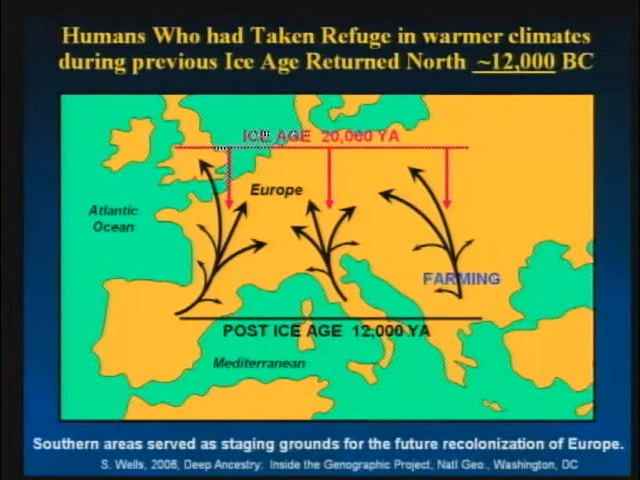 Humans Who had Taken Refuge in warmer climates
during previous Ice Age Returned North ~12,000 BC
ICE AGE 20,000 YA
Europe
Atlantic
Ocean
FARMING
POST ICE AGE 12,000 YA
Mediterranean
Southern areas served as staging grounds for the future recolonization of Europe.
S. Wells, 2006, Deep Ancestry: Inside the Genographic Project, Natl Geo., Washington, DC